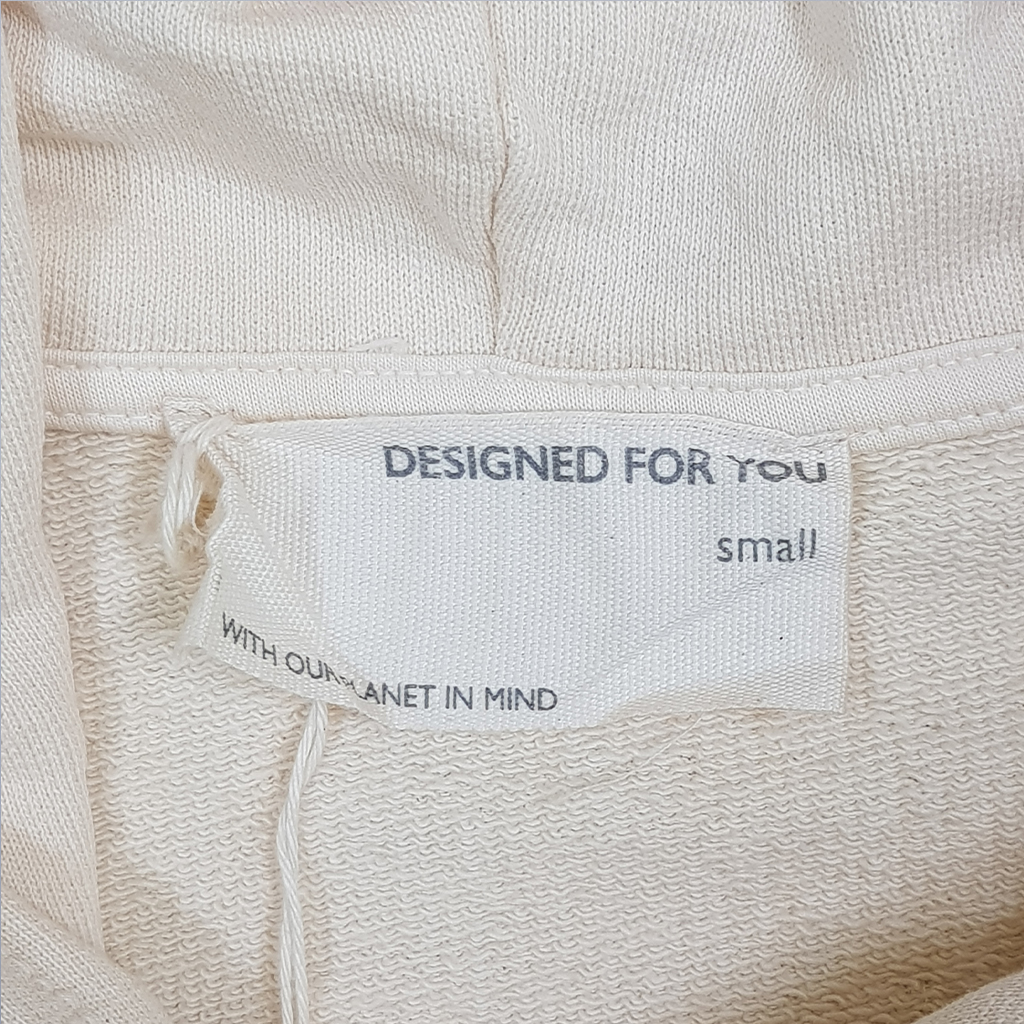 DESIGNED FOR YOU
small
WITH OUR PLANET IN MIND